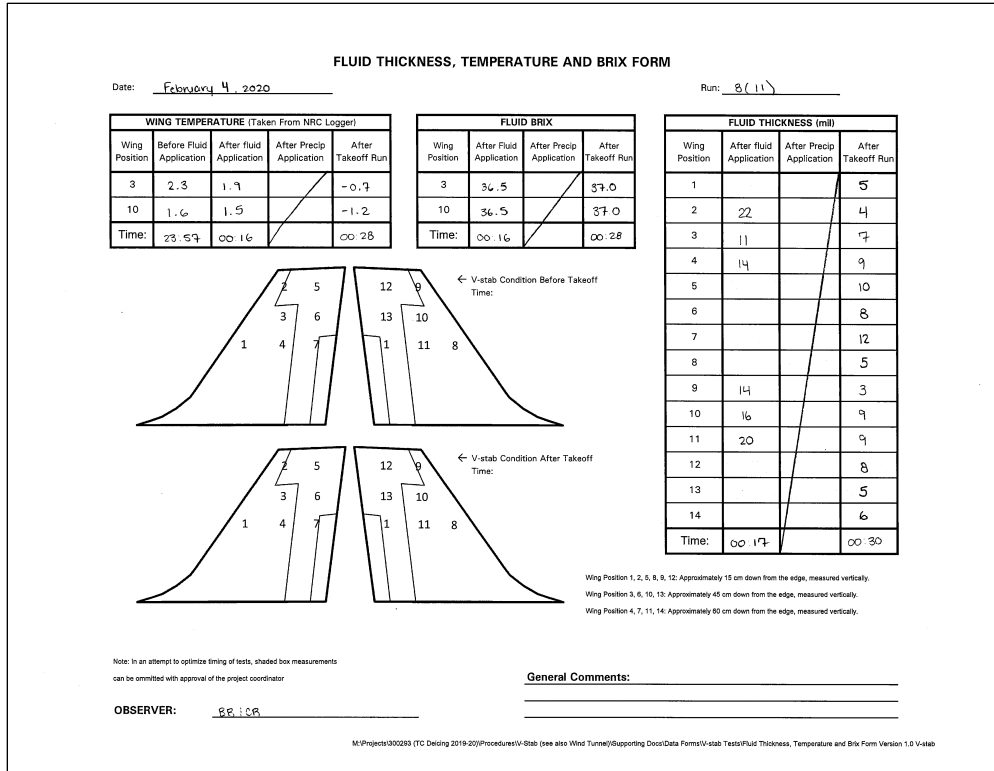 FLUID THICKNESS, TEMPERATURE AND BRIX FORM
Date: February 4, 2020 Run: 8(11)
WING TEMPERATURE (Taken From NRC Logger)
Wing Position Before Fluid Application After fluid Application After Precip Application After Takeoff Run
3 2.3 1.9 -0.7
10 1.6 1.5 -1.2
Time: 23:57 00:16 00:28
FLUID BRIX
Wing Position After Fluid Application After Precip Application After Takeoff Run
3 36.5 37.0
10 36.5 37.0
Time: 00:16 00:28
FLUID THICKNESS (mil)
Wing Position After fluid Application After Precip Application After Takeoff Run
1 5
2 22 4
3 11 7
4 14 9
5 10
6 8
7 12
8 5
9 14 3
10 16 9
11 20 9
12 8
13 5
14 6
Time: 00:17 00:30
← V-stab Condition Before Takeoff
Time:
2 5 12 9
3 6 13 10
1 4 7 1 11 8
← V-stab Condition After Takeoff
Time:
2 5 12 9
3 6 13 10
1 4 7 1 11 8
Wing Position 1, 2, 5, 8, 9, 12: Approximately 15 cm down from the edge, measured vertically.
Wing Position 3, 6, 10, 13: Approximately 45 cm down from the edge, measured vertically.
Wing Position 4, 7, 11, 14: Approximately 60 cm down from the edge, measured vertically.
Note: In an attempt to optimize timing of tests, shaded box measurements
can be ommitted with approval of the project coordinator
General Comments:
OBSERVER: BR : CR
M:\Projects\300293 (TC Deicing 2019-20)\Procedures\V-Stab (see also Wind Tunnel)\Supporting Docs\Data Forms\V-stab Tests\Fluid Thickness, Temperature and Brix Form Version 1.0 V-stab